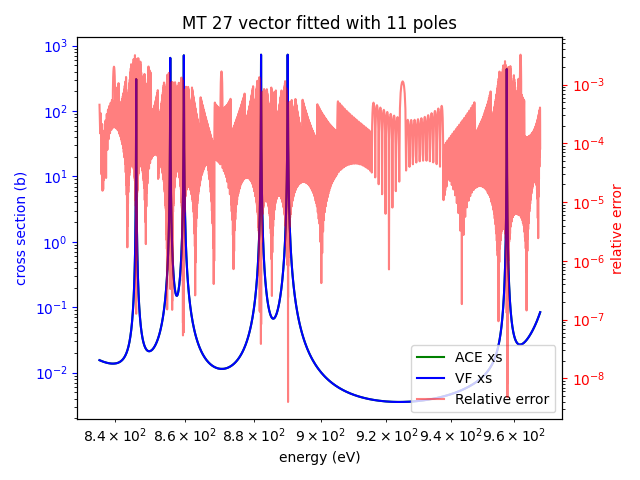 MT 27 vector fitted with 11 poles
cross section (b)
10³
10²
10¹
10⁰
10⁻¹
10⁻²
10⁻³
10⁻⁴
10⁻⁵
10⁻⁶
10⁻⁷
10⁻⁸
relative error
ACE xs
VF xs
Relative error
8.4 × 10² 8.6 × 10² 8.8 × 10² 9 × 10² 9.2 × 10² 9.4 × 10² 9.6 × 10²
energy (eV)